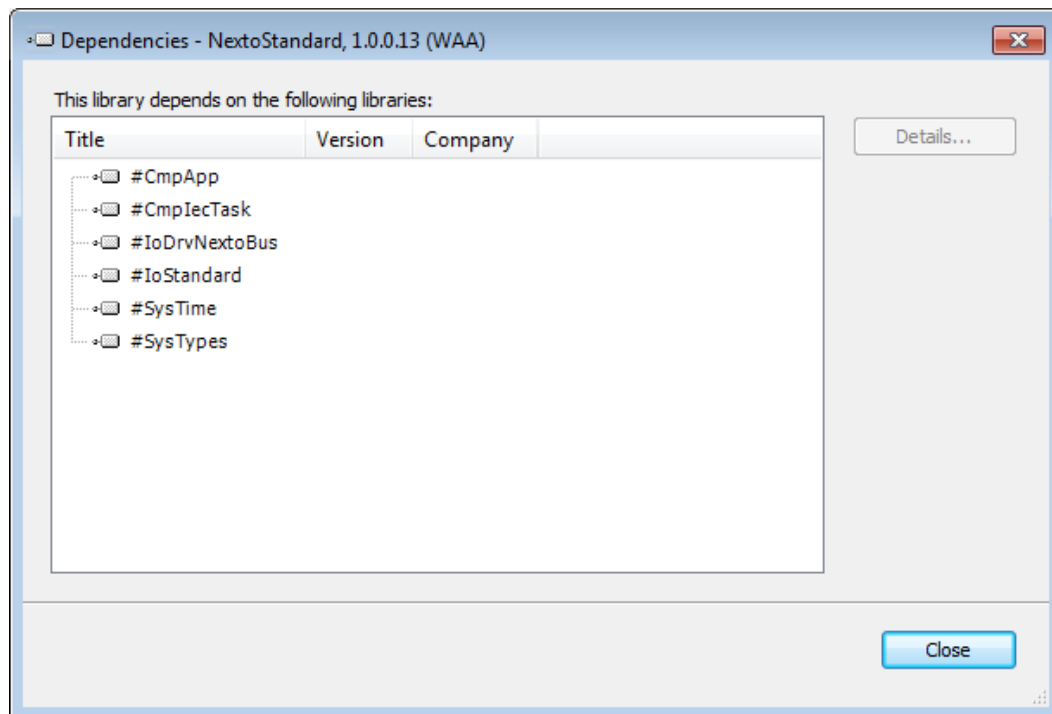 Dependencies - NextoStandard, 1.0.0.13 (WAA)
This library depends on the following libraries:
Title Version Company
Details...
#CmpApp
#CmpIecTask
#IoDrvNextoBus
#IoStandard
#SysTime
#SysTypes
Close